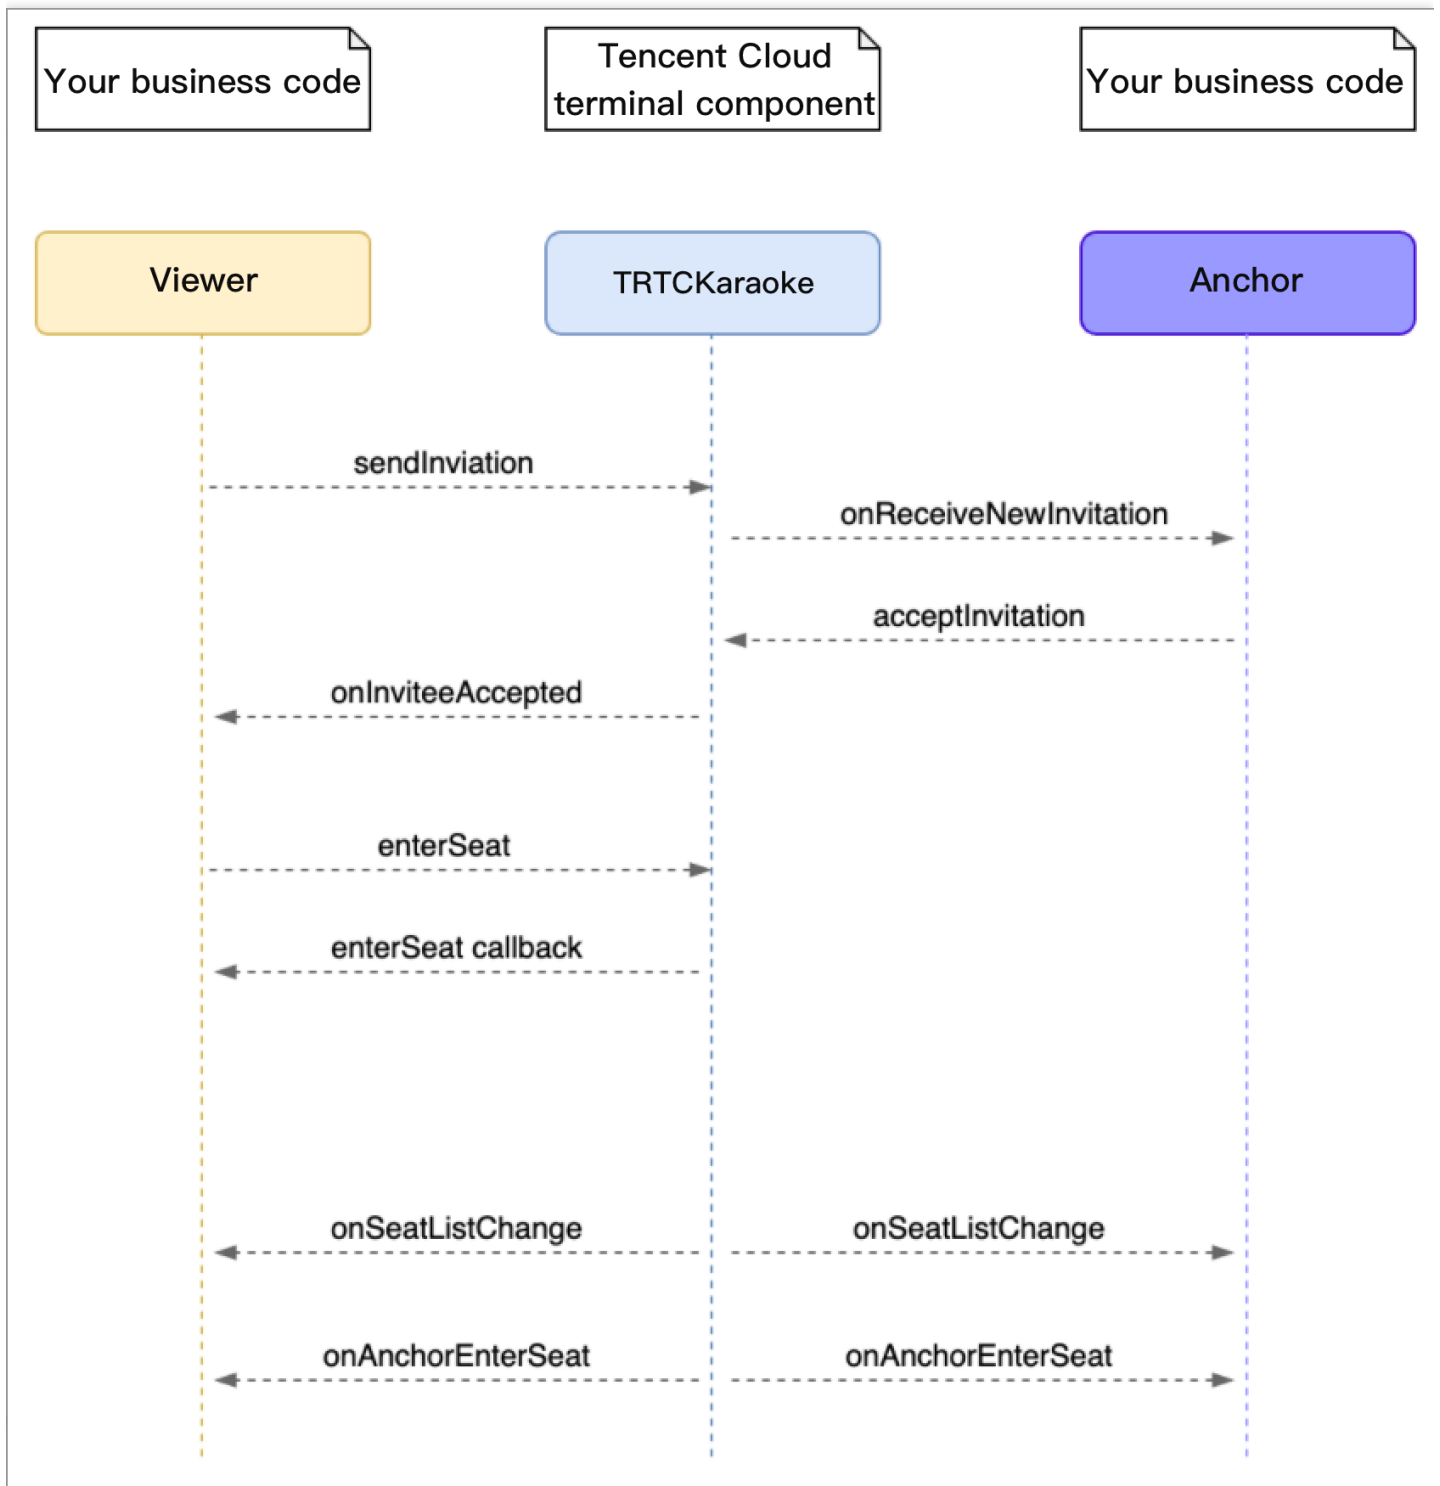 Your business code
Tencent Cloud
terminal component
Your business code
Viewer
TRTCKaraoke
Anchor
sendInviation
onReceiveNewInvitation
acceptInvitation
onInviteeAccepted
enterSeat
enterSeat callback
onSeatListChange
onSeatListChange
onAnchorEnterSeat
onAnchorEnterSeat